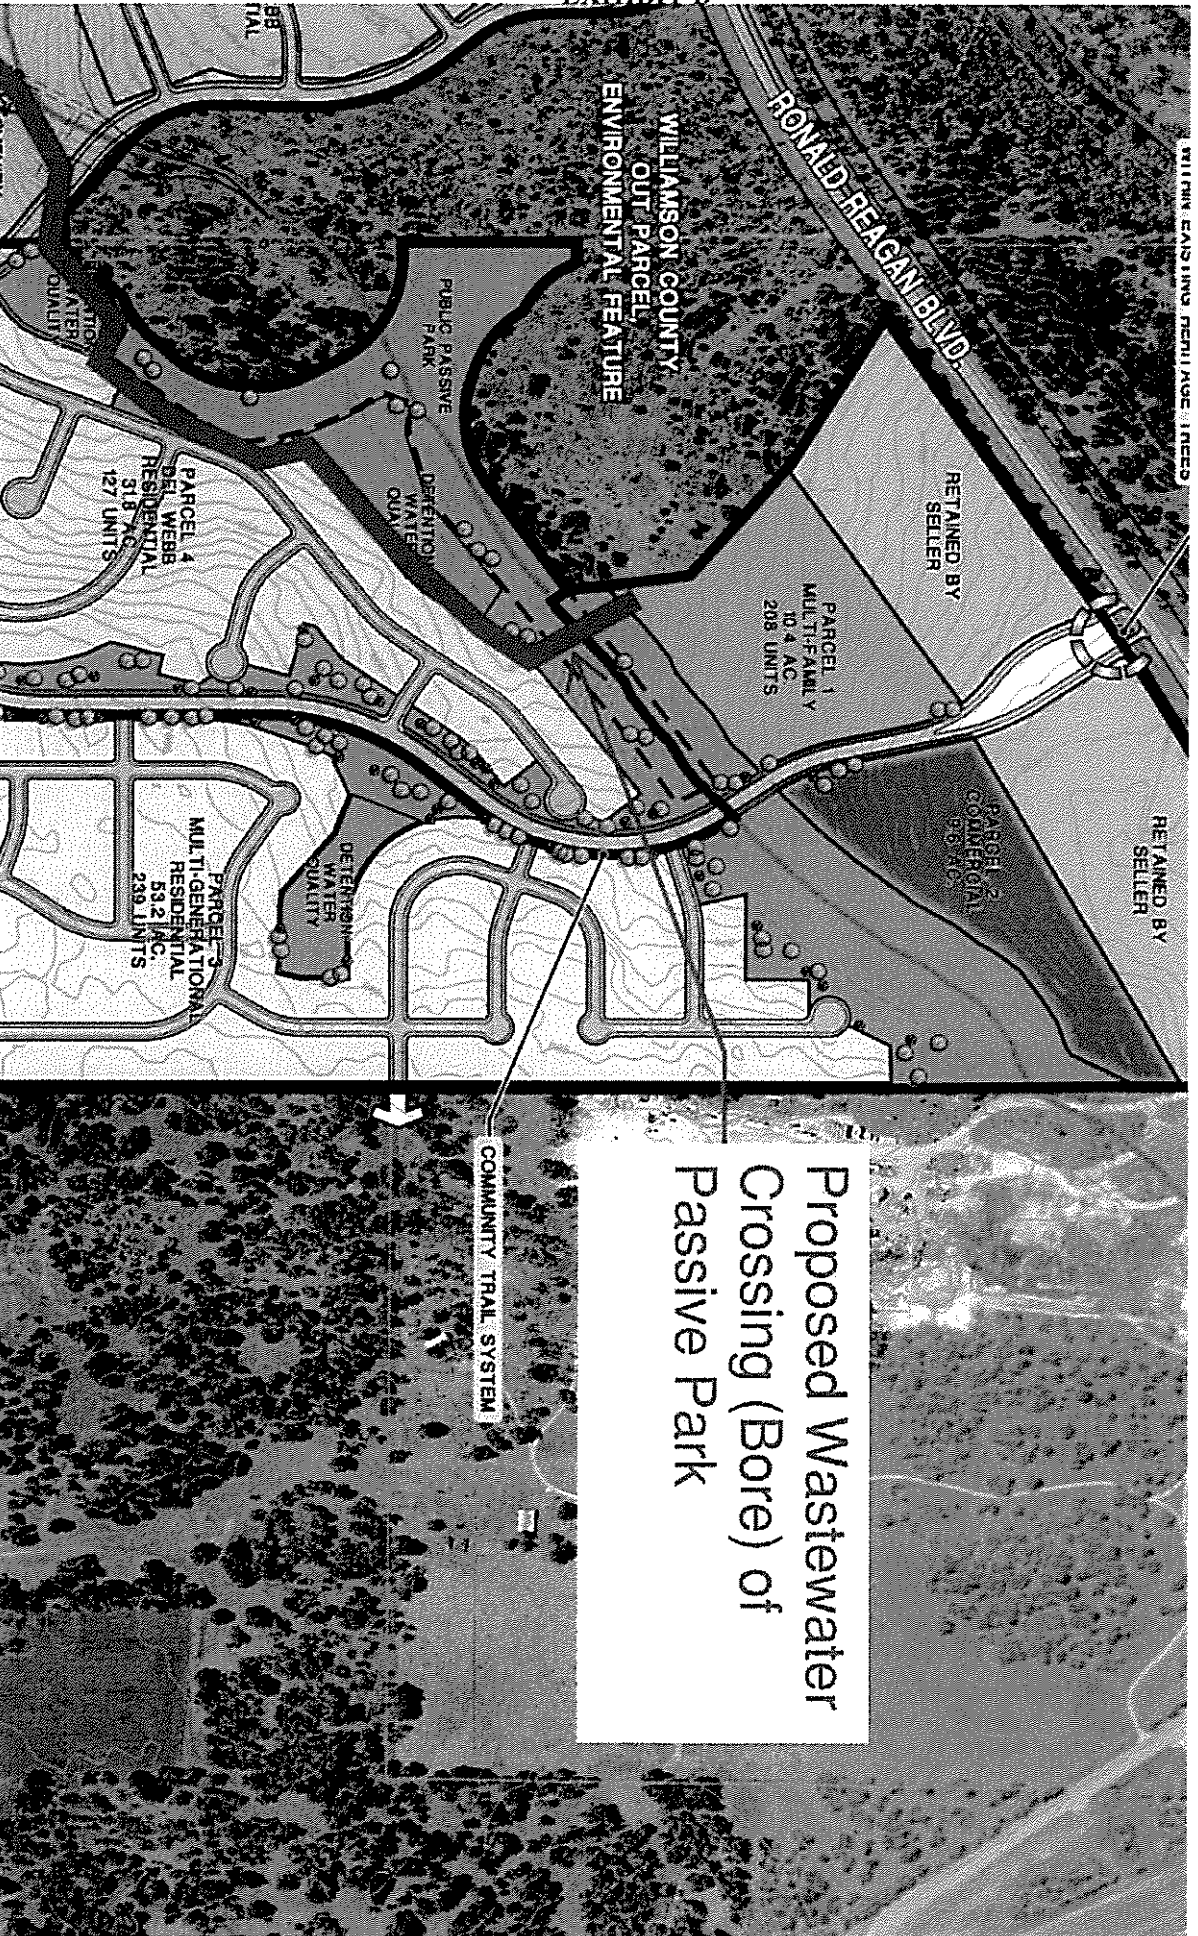 RONALD REAGAN BLVD.
WILLIAMSON COUNTY
OUT PARCEL,
ENVIRONMENTAL FEATURE
PUBLIC PASSIVE
PARK
DETENTION
WATER
QUALITY
RETAINED BY
SELLER
PARCEL 1
MULTI-FAMILY
10.4 AC.
208 UNITS
RETAINED BY
SELLER
PARCEL 2
COMMERCIAL
WATER
QUALITY
PARCEL 4
DEL WEBB
RESIDENTIAL
31.8 AC.
127 UNITS
DETENTION
WATER
QUALITY
PARCEL 3
MULTI-GENERATIONAL
RESIDENTIAL
53.2 AC.
239 UNITS
COMMUNITY TRAIL SYSTEM
Proposed Wastewater
Crossing (Bore) of
Passive Park